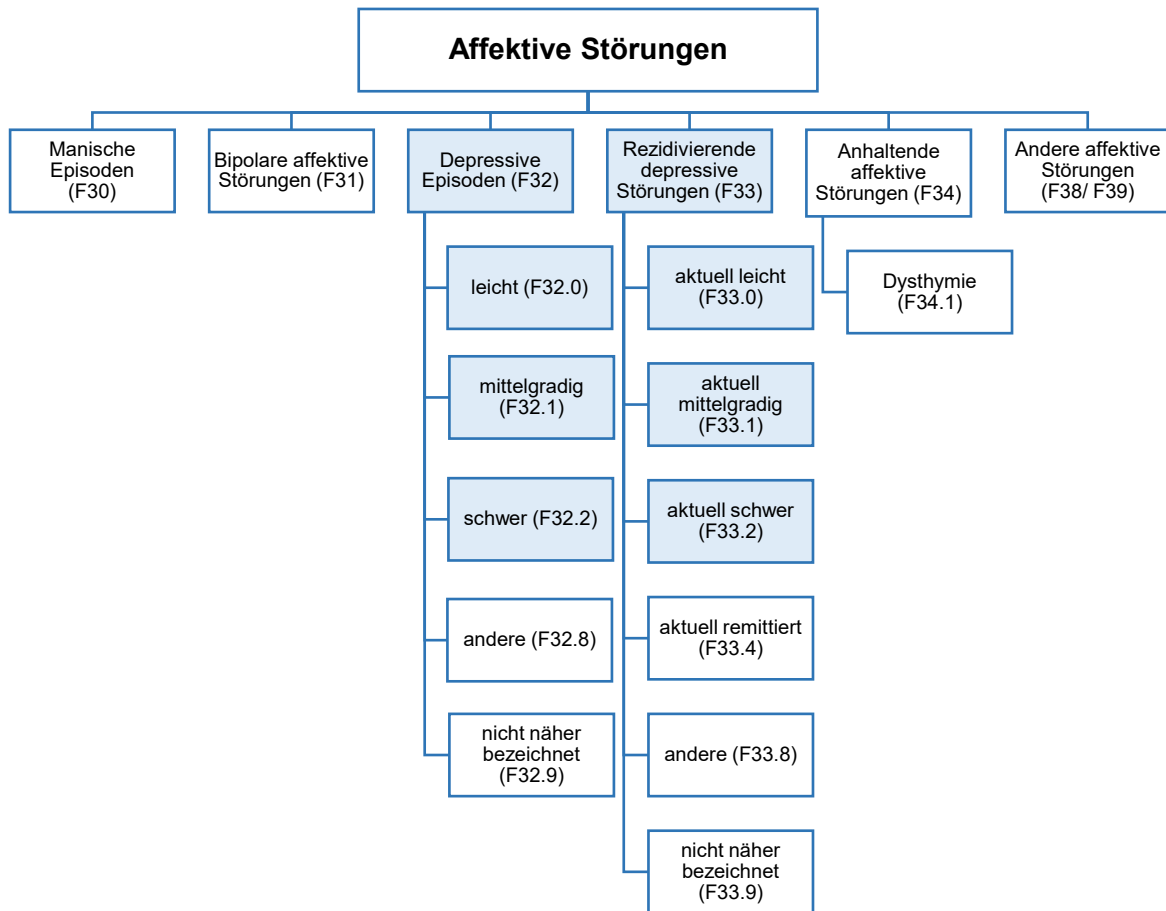 Affektive Störungen
Manische
Episoden
(F30)
Bipolare affektive
Störungen (F31)
Depressive
Episoden (F32)
Rezidivierende
depressive
Störungen (F33)
Anhaltende
affektive
Störungen (F34)
Andere affektive
Störungen
(F38/ F39)
leicht (F32.0)
mittelgradig
(F32.1)
schwer (F32.2)
andere (F32.8)
nicht näher
bezeichnet
(F32.9)
aktuell leicht
(F33.0)
aktuell
mittelgradig
(F33.1)
aktuell schwer
(F33.2)
aktuell remittiert
(F33.4)
andere (F33.8)
nicht näher
bezeichnet
(F33.9)
Dysthymie
(F34.1)